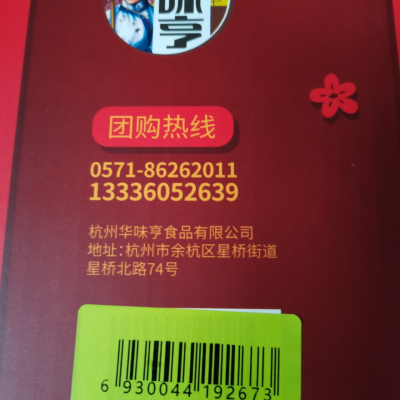 味亨
团购热线
0571-86262011
13336052639
杭州华味亨食品有限公司
地址:杭州市余杭区星桥街道
星桥北路74号
6 930044 192673